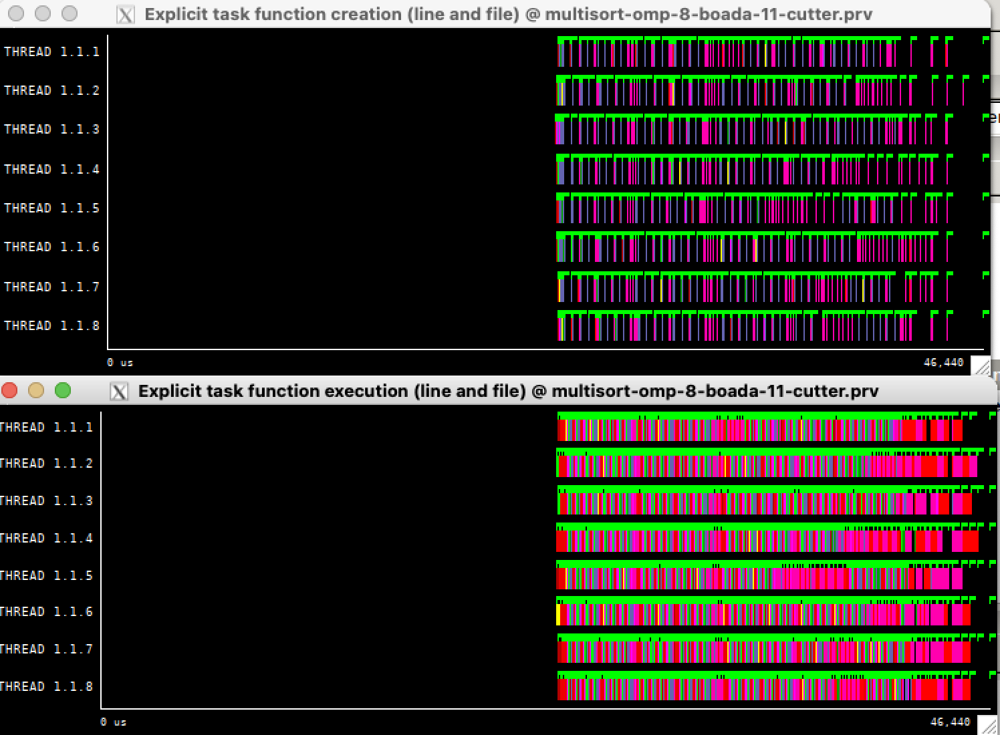 Explicit task function creation (line and file) @ multisort-omp-8-boada-11-cutter.prv
THREAD 1.1.1
THREAD 1.1.2
THREAD 1.1.3
THREAD 1.1.4
THREAD 1.1.5
THREAD 1.1.6
THREAD 1.1.7
THREAD 1.1.8
0 us
46,440
Explicit task function execution (line and file) @ multisort-omp-8-boada-11-cutter.prv
THREAD 1.1.1
THREAD 1.1.2
THREAD 1.1.3
THREAD 1.1.4
THREAD 1.1.5
THREAD 1.1.6
THREAD 1.1.7
THREAD 1.1.8
0 us
46,440